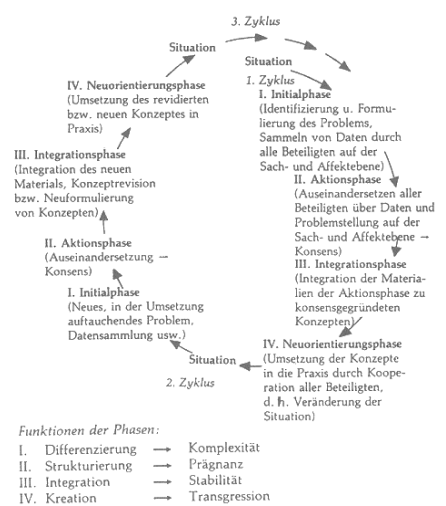 3. Zyklus
Situation
1. Zyklus
I. Initialphase
(Identifizierung u. Formu-
lierung des Problems,
Sammeln von Daten durch
alle Beteiligten auf der
Sach- und Affektebene)
II. Aktionsphase
(Auseinandersetzen aller
Beteiligten über Daten und
Problemstellung auf der
Sach- und Affektebene →
Konsens)
III. Integrationsphase
(Integration der Materia-
lien der Aktionsphase zu
konsensgegründeten
Konzepten)
IV. Neuorientierungsphase
(Umsetzung der Konzepte
in die Praxis durch Koope-
ration aller Beteiligten,
d. h. Veränderung der
Situation)
Situation
2. Zyklus
I. Initialphase
(Neues, in der Umsetzung
auftauchendes Problem,
Datensammlung usw.)
II. Aktionsphase
(Auseinandersetzung →
Konsens)
III. Integrationsphase
(Integration des neuen
Materials, Konzeptrevision
bzw. Neuformulierung
von Konzepten)
IV. Neuorientierungsphase
(Umsetzung des revidierten
bzw. neuen Konzeptes in
Praxis)
Situation
Funktionen der Phasen:
I. Differenzierung → Komplexität
II. Strukturierung → Prägnanz
III. Integration → Stabilität
IV. Kreation → Transgression